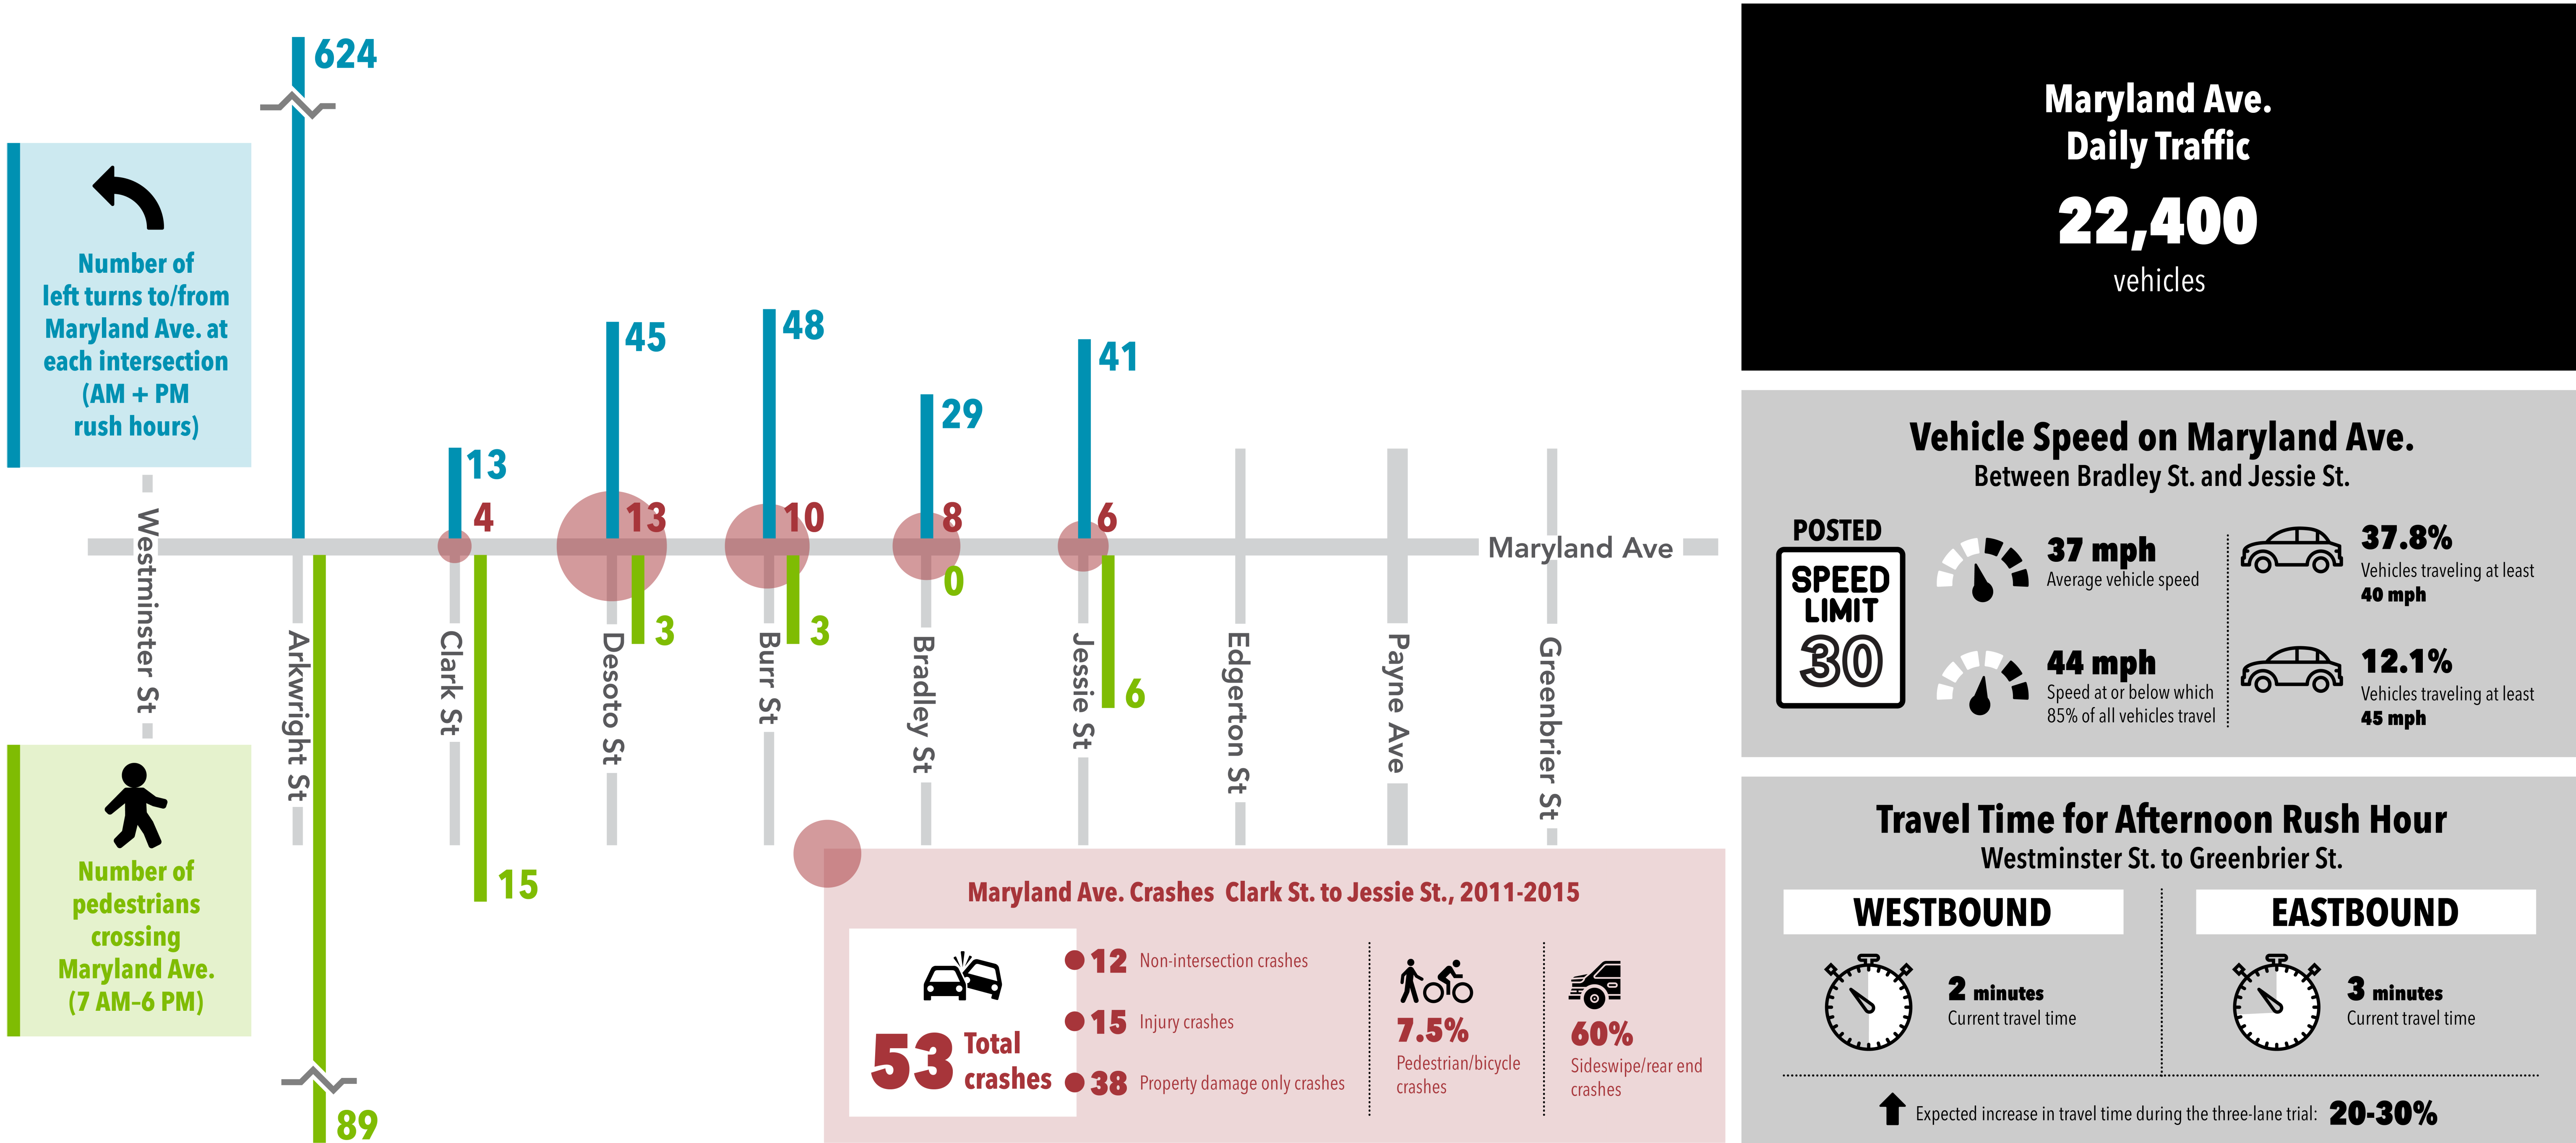 624
Number of
left turns to/from
Maryland Ave. at
each intersection
(AM + PM
rush hours)
13
45
48
29
41
4
13
10
8
6
Maryland Ave
0
3
3
6
15
89
Westminster St
Arkwright St
Clark St
Desoto St
Burr St
Bradley St
Jessie St
Edgerton St
Payne Ave
Greenbrier St
Number of
pedestrians
crossing
Maryland Ave.
(7 AM–6 PM)
Maryland Ave. Crashes Clark St. to Jessie St., 2011-2015
53 Total
crashes
12 Non-intersection crashes
15 Injury crashes
38 Property damage only crashes
7.5%
Pedestrian/bicycle
crashes
60%
Sideswipe/rear end
crashes
Maryland Ave.
Daily Traffic
22,400
vehicles
Vehicle Speed on Maryland Ave.
Between Bradley St. and Jessie St.
POSTED
SPEED
LIMIT
30
37 mph
Average vehicle speed
44 mph
Speed at or below which
85% of all vehicles travel
37.8%
Vehicles traveling at least
40 mph
12.1%
Vehicles traveling at least
45 mph
Travel Time for Afternoon Rush Hour
Westminster St. to Greenbrier St.
WESTBOUND
2 minutes
Current travel time
EASTBOUND
3 minutes
Current travel time
Expected increase in travel time during the three-lane trial: 20-30%